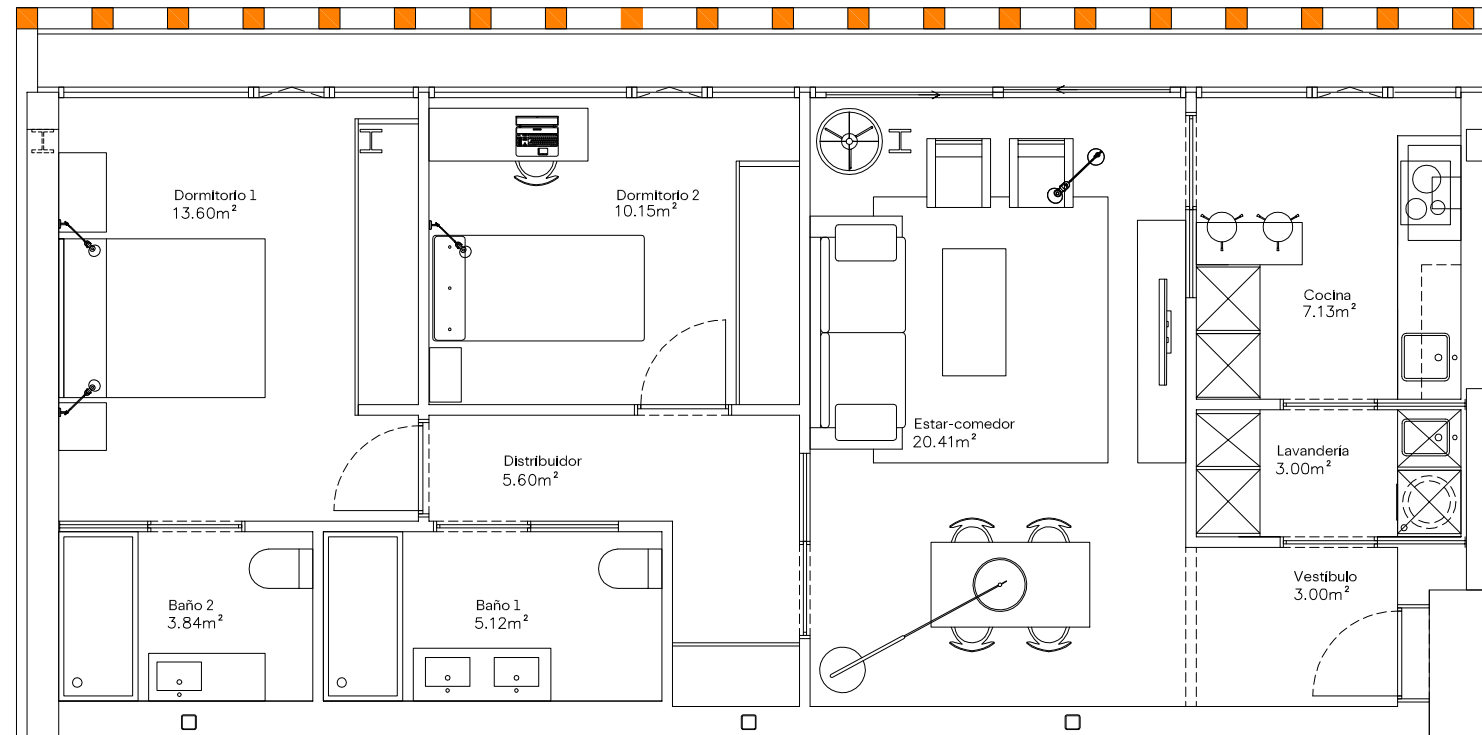 Dormitorio 1
13.60m²
Dormitorio 2
10.15m²
Cocina
7.13m²
Estar-comedor
20.41m²
Distribuidor
5.60m²
Lavandería
3.00m²
Baño 2
3.84m²
Baño 1
5.12m²
Vestíbulo
3.00m²